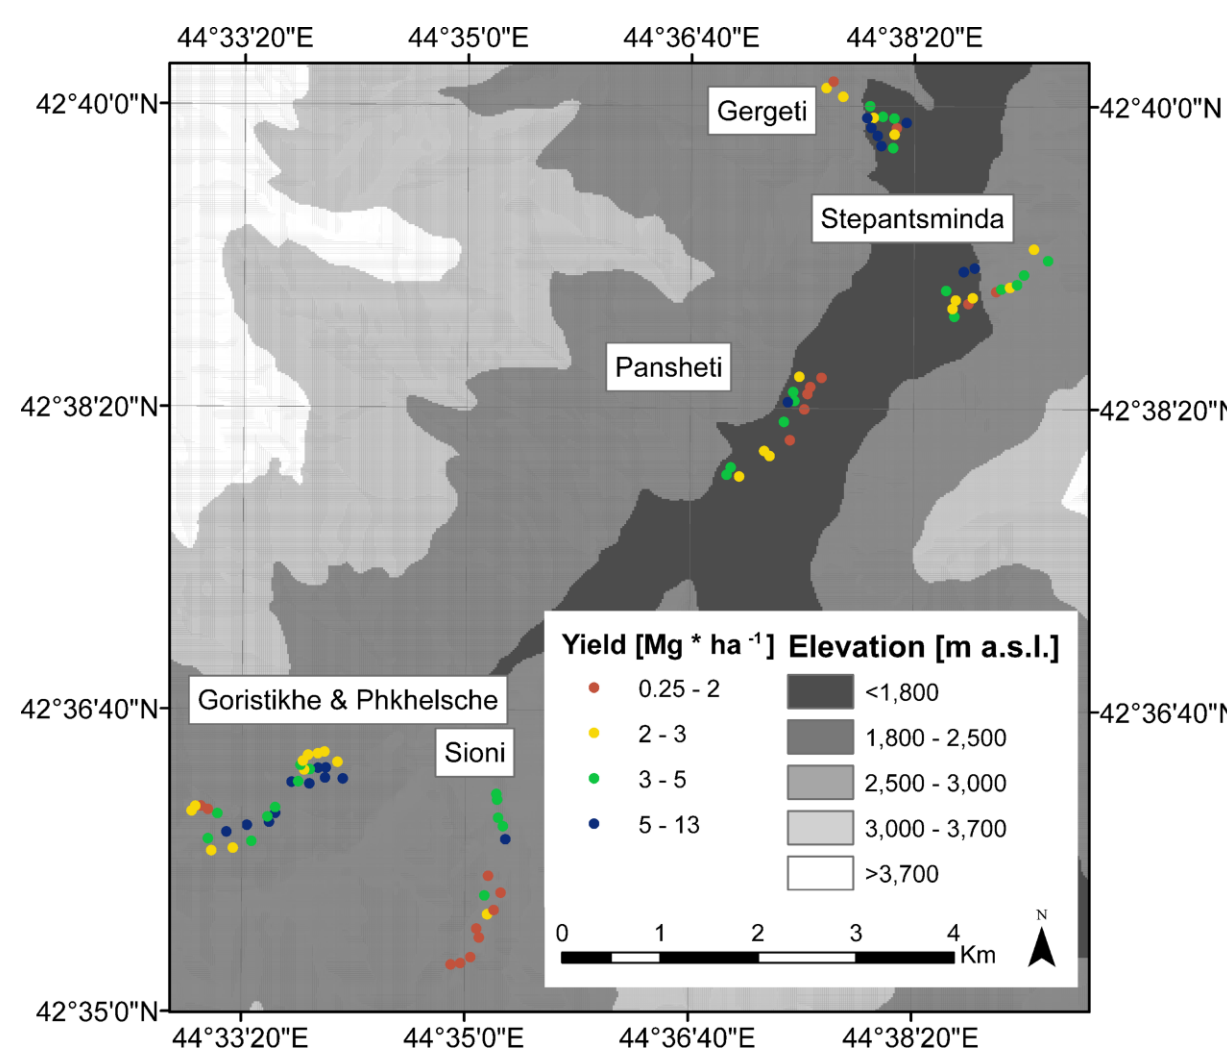 44°33'20"E 44°35'0"E 44°36'40"E 44°38'20"E
42°40'0"N
42°40'0"N
Gergeti
Stepantsminda
Pansheti
42°38'20"N
42°38'20"N
42°36'40"N
42°36'40"N
Goristikhe & Phkhelsche
Sioni
Yield [Mg * ha -1] Elevation [m a.s.l.]
0.25 - 2 <1,800
2 - 3 1,800 - 2,500
3 - 5 2,500 - 3,000
5 - 13 3,000 - 3,700
>3,700
N
0 1 2 3 4
Km
42°35'0"N
44°33'20"E 44°35'0"E 44°36'40"E 44°38'20"E